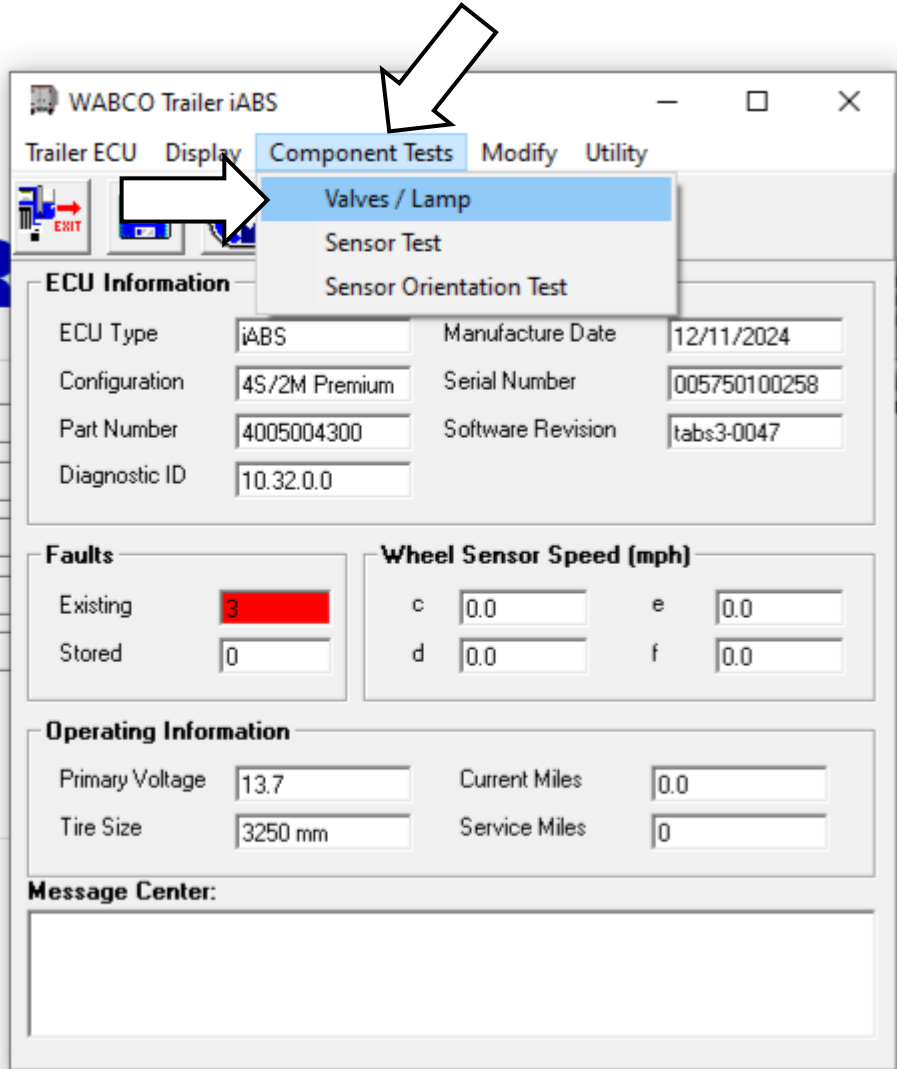 WABCO Trailer iABS
Trailer ECU Display Component Tests Modify Utility
Valves / Lamp
EXIT
Sensor Test
Sensor Orientation Test
ECU Information
ECU Type iABS Manufacture Date 12/11/2024
Configuration 4S/2M Premium Serial Number 005750100258
Part Number 4005004300 Software Revision tabs3-0047
Diagnostic ID 10.32.0.0
Faults Wheel Sensor Speed (mph)
Existing 3 c 0.0 e 0.0
Stored 0 d 0.0 f 0.0
Operating Information
Primary Voltage 13.7 Current Miles 0.0
Tire Size 3250 mm Service Miles 0
Message Center: